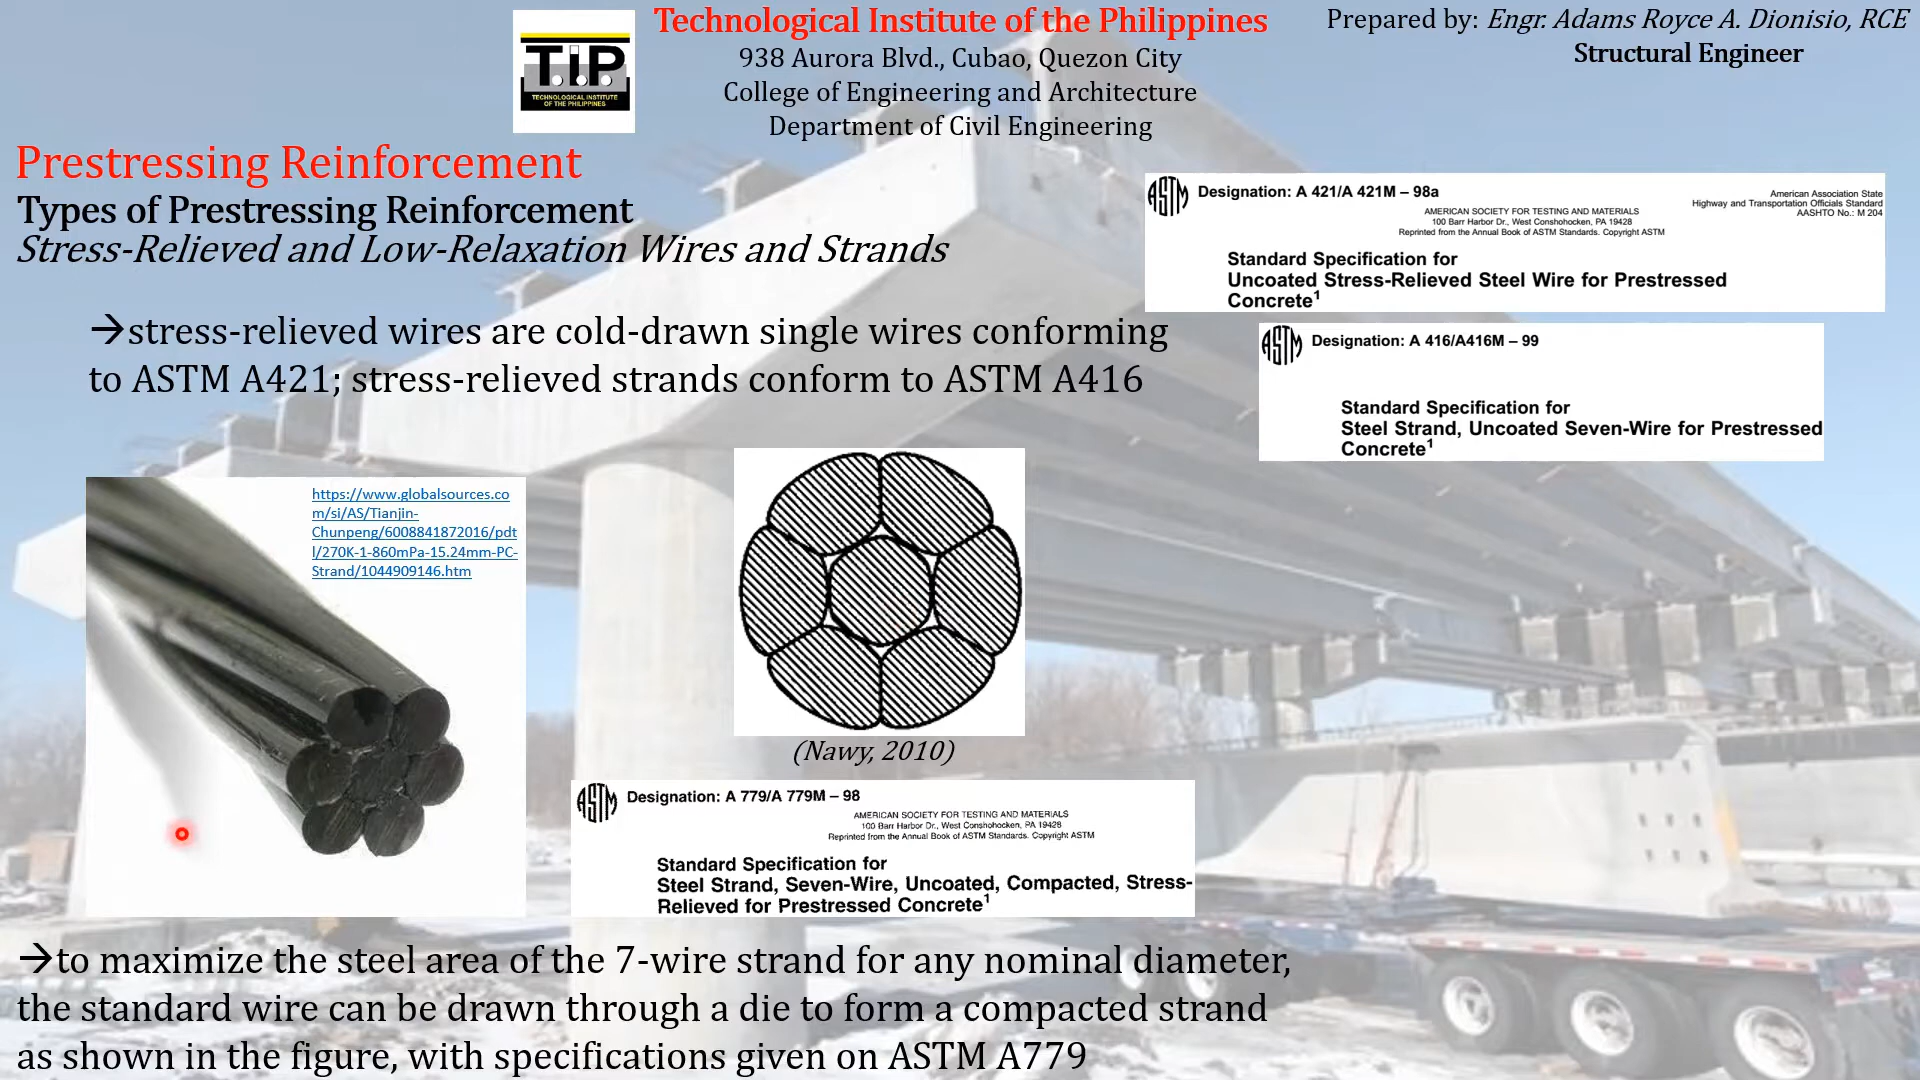 T.I.P
TECHNOLOGICAL INSTITUTE
OF THE PHILIPPINES
Technological Institute of the Philippines
938 Aurora Blvd., Cubao, Quezon City
College of Engineering and Architecture
Department of Civil Engineering
Prepared by: Engr. Adams Royce A. Dionisio, RCE
Structural Engineer
Prestressing Reinforcement
Types of Prestressing Reinforcement
Stress-Relieved and Low-Relaxation Wires and Strands
→stress-relieved wires are cold-drawn single wires conforming
to ASTM A421; stress-relieved strands conform to ASTM A416
ASTM Designation: A 421/A 421M – 98a
American Association State
Highway and Transportation Officials Standard
AASHTO No.: M 204
AMERICAN SOCIETY FOR TESTING AND MATERIALS
100 Barr Harbor Dr., West Conshohocken, PA 19428
Reprinted from the Annual Book of ASTM Standards. Copyright ASTM
Standard Specification for
Uncoated Stress-Relieved Steel Wire for Prestressed
Concrete¹
ASTM Designation: A 416/A416M – 99
Standard Specification for
Steel Strand, Uncoated Seven-Wire for Prestressed
Concrete¹
https://www.globalsources.co
m/si/AS/Tianjin-
Chunpeng/6008841872016/pdt
l/270K-1-860mPa-15.24mm-PC-
Strand/1044909146.htm
(Nawy, 2010)
ASTM Designation: A 779/A 779M – 98
AMERICAN SOCIETY FOR TESTING AND MATERIALS
100 Barr Harbor Dr., West Conshohocken, PA 19428
Reprinted from the Annual Book of ASTM Standards. Copyright ASTM
Standard Specification for
Steel Strand, Seven-Wire, Uncoated, Compacted, Stress-
Relieved for Prestressed Concrete¹
→to maximize the steel area of the 7-wire strand for any nominal diameter,
the standard wire can be drawn through a die to form a compacted strand
as shown in the figure, with specifications given on ASTM A779